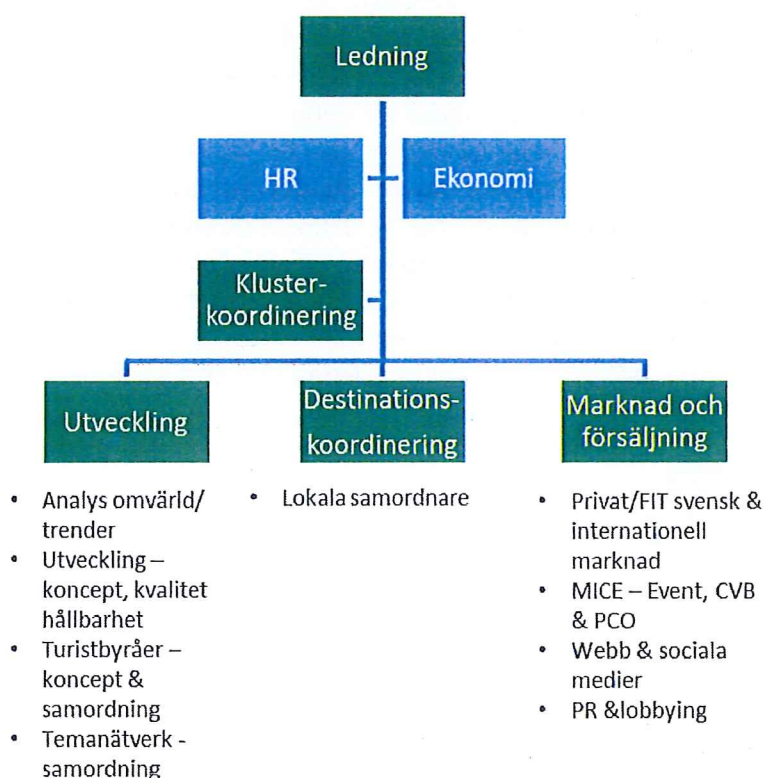 Ledning
HR
Ekonomi
Kluster-
koordinering
Utveckling
Destinations-
koordinering
Marknad och
försäljning
• Analys omvärld/
trender
• Utveckling –
koncept, kvalitet
hållbarhet
• Turistbyråer –
koncept &
samordning
• Temanätverk -
samordning
• Lokala samordnare
• Privat/FIT svensk &
internationell
marknad
• MICE – Event, CVB
& PCO
• Webb & sociala
medier
• PR &lobbying